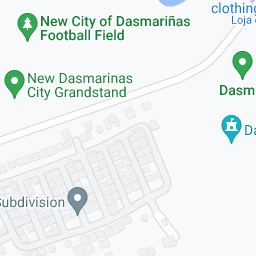 New City of Dasmariñas
Football Field
clothing
Loja
New Dasmarinas
City Grandstand
Dasm
Da
Subdivision